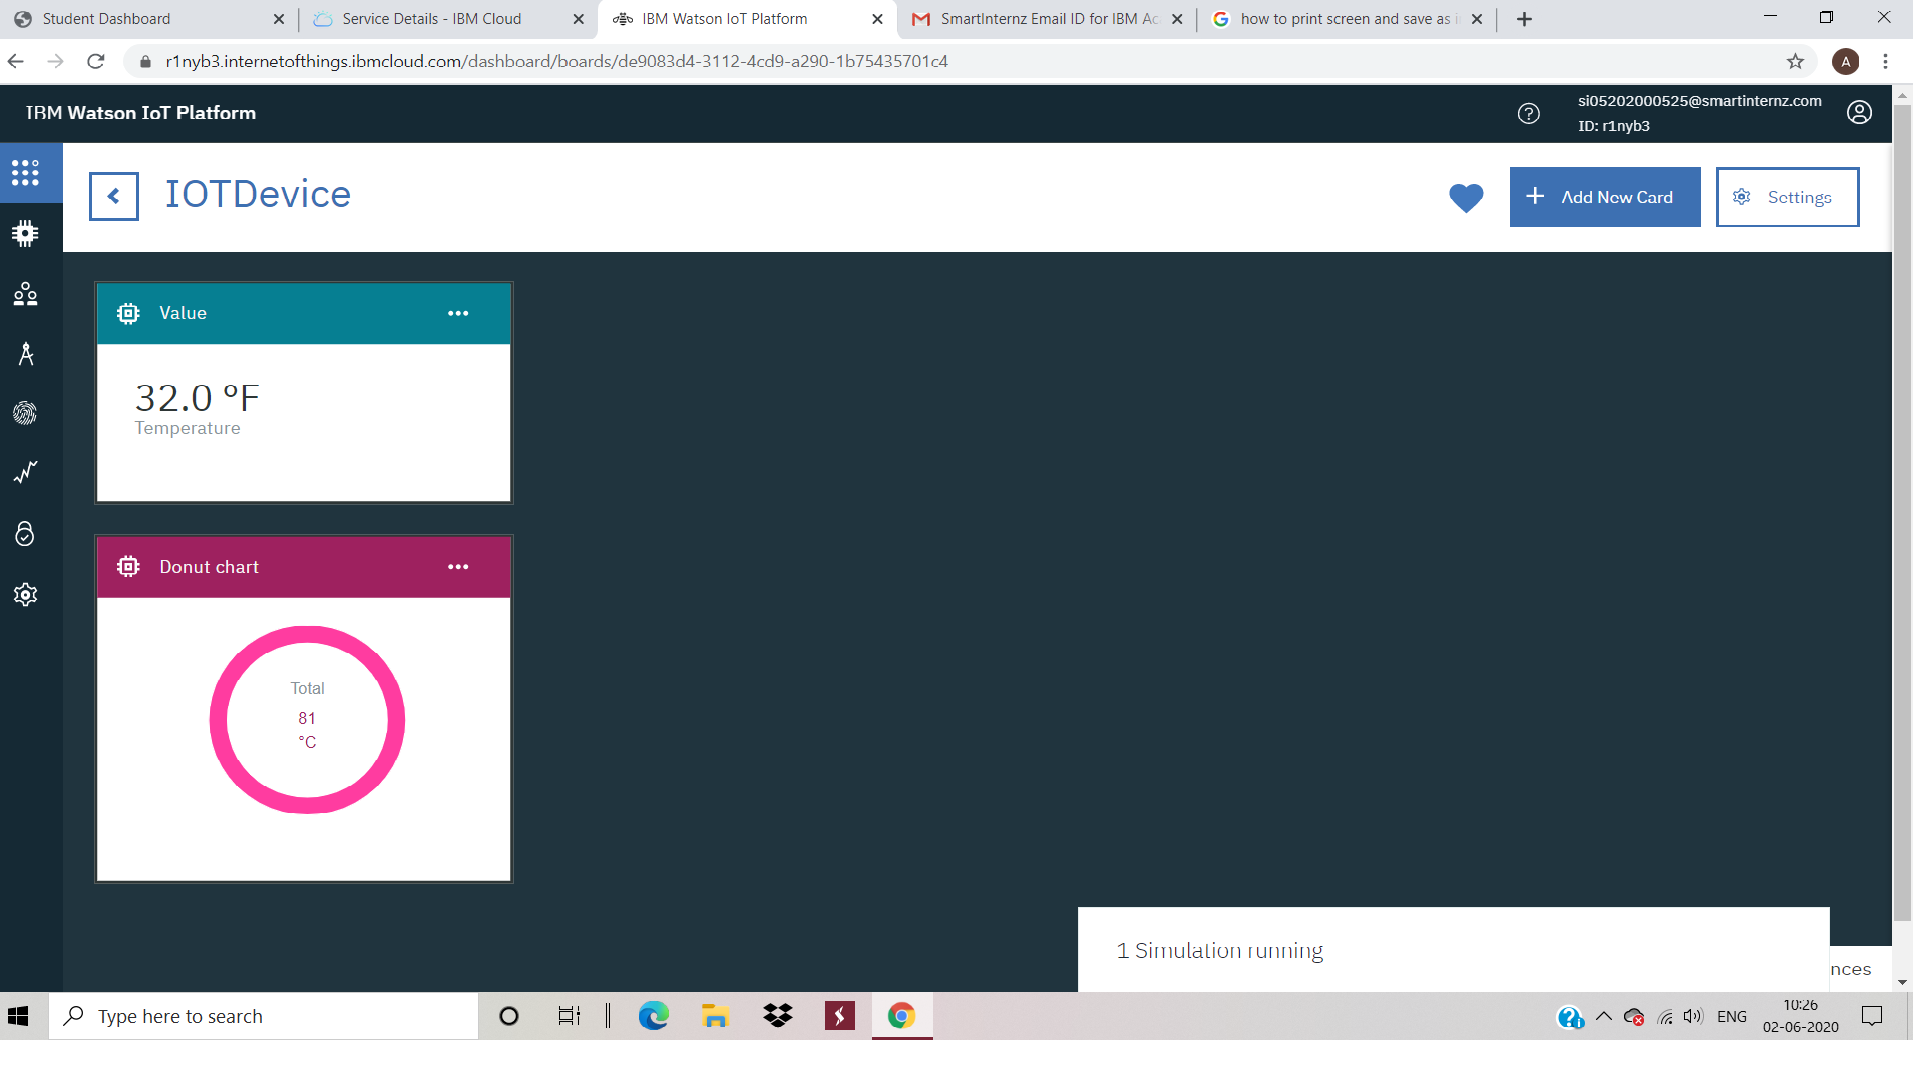 Student Dashboard
Service Details - IBM Cloud
IBM Watson IoT Platform
SmartInternz Email ID for IBM Ac
how to print screen and save as i
r1nyb3.internetofthings.ibmcloud.com/dashboard/boards/de9083d4-3112-4cd9-a290-1b75435701c4
A
IBM Watson IoT Platform
si05202000525@smartinternz.com
ID: r1nyb3
IOTDevice
Add New Card
Settings
Value
32.0 °F
Temperature
Donut chart
Total
81
°C
1 Simulation running
nces
Type here to search
ENG
10:26
02-06-2020